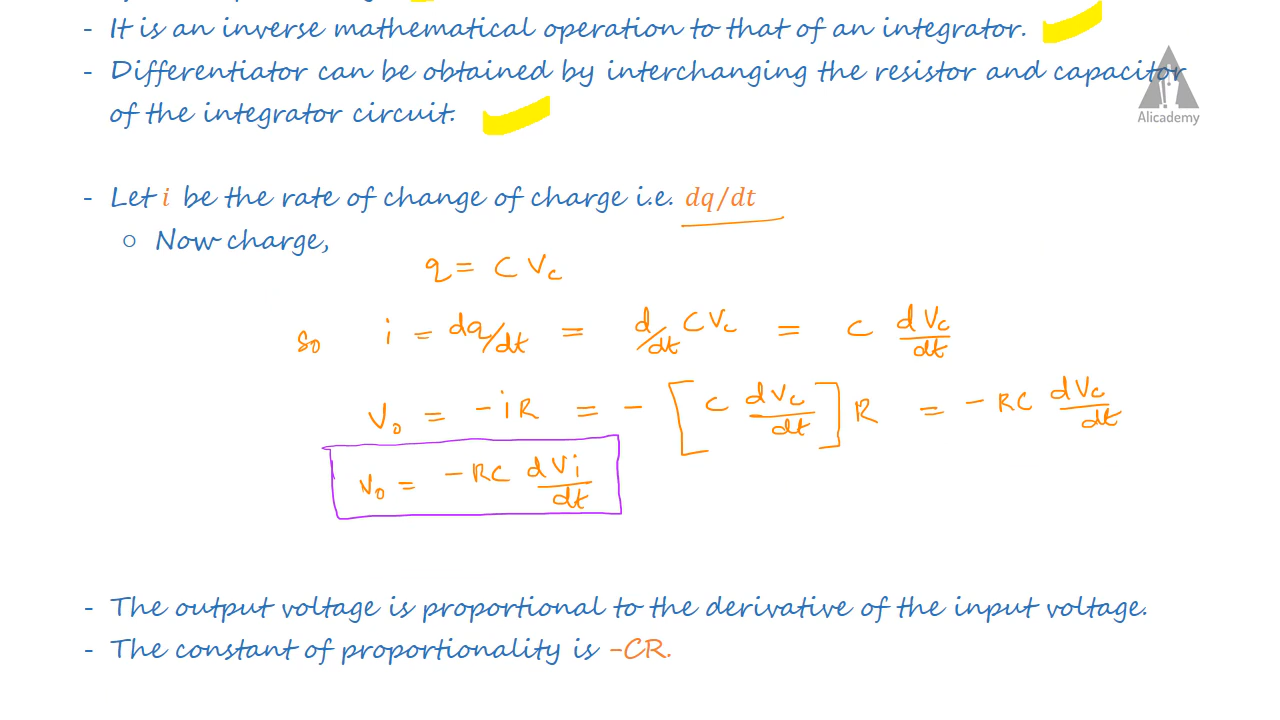 - It is an inverse mathematical operation to that of an integrator.
- Differentiator can be obtained by interchanging the resistor and capacitor
of the integrator circuit.
Alicademy
- Let i be the rate of change of charge i.e. dq/dt
○ Now charge,
q = C Vc
so i = dq/dt = d/dt C Vc = C dVc/dt
Vo = -iR = - [C dVc/dt] R = -RC dVc/dt
Vo = -RC dVi/dt
- The output voltage is proportional to the derivative of the input voltage.
- The constant of proportionality is -CR.